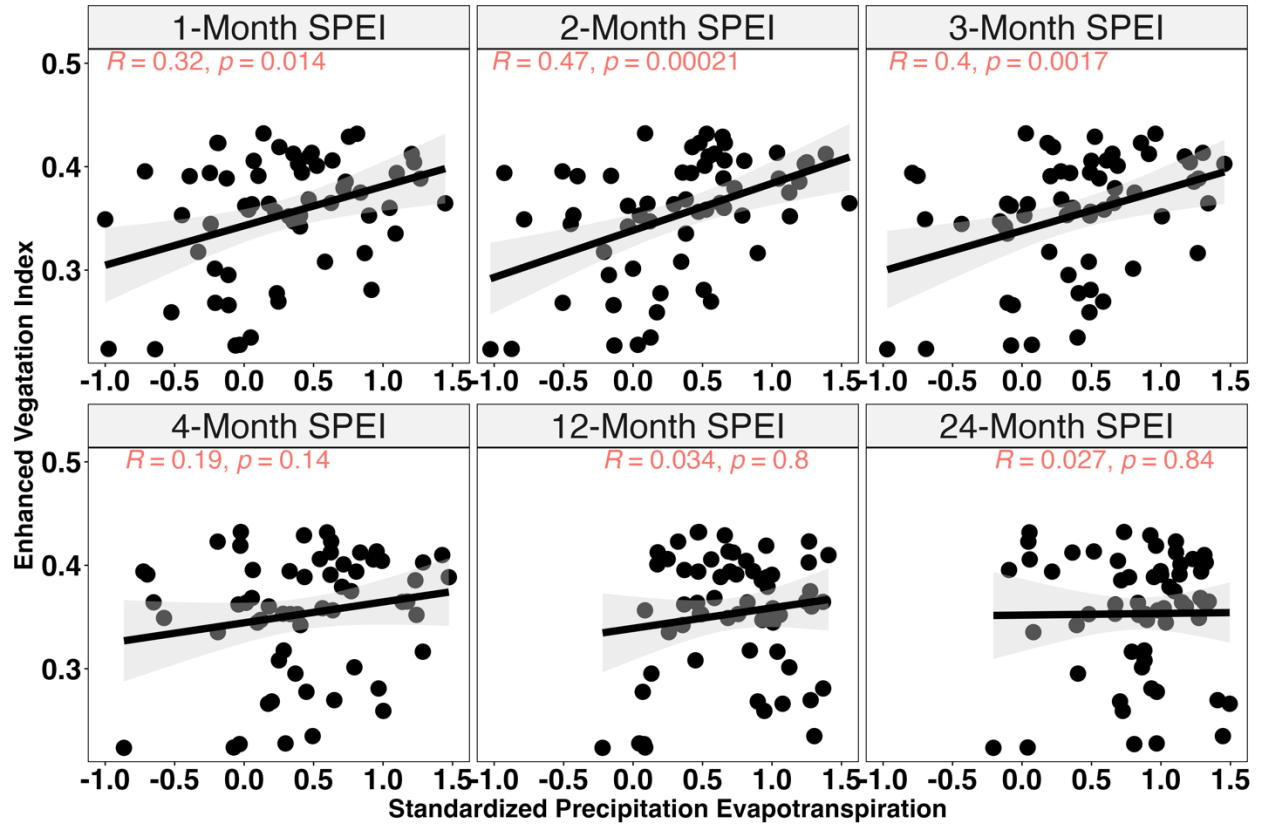 1-Month SPEI 2-Month SPEI 3-Month SPEI
R = 0.32, p = 0.014 R = 0.47, p = 0.00021 R = 0.4, p = 0.0017
0.5
0.4
0.3
-1.0 -0.5 0.0 0.5 1.0 1.5 -1.0 -0.5 0.0 0.5 1.0 1.5 -1.0 -0.5 0.0 0.5 1.0 1.5
Enhanced Vegatation Index
4-Month SPEI 12-Month SPEI 24-Month SPEI
R = 0.19, p = 0.14 R = 0.034, p = 0.8 R = 0.027, p = 0.84
0.5
0.4
0.3
-1.0 -0.5 0.0 0.5 1.0 1.5 -1.0 -0.5 0.0 0.5 1.0 1.5 -1.0 -0.5 0.0 0.5 1.0 1.5
Standardized Precipitation Evapotranspiration